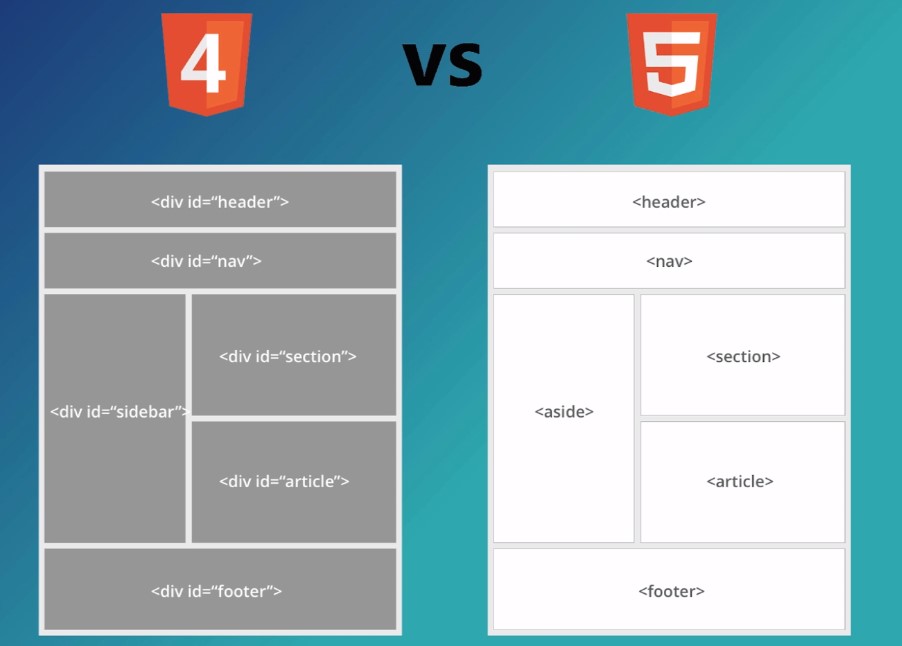 4 VS 5
<div id=“header”>
<div id=“nav”>
<div id=“sidebar”>
<div id=“section”>
<div id=“article”>
<div id=“footer”>
<header>
<nav>
<aside>
<section>
<article>
<footer>